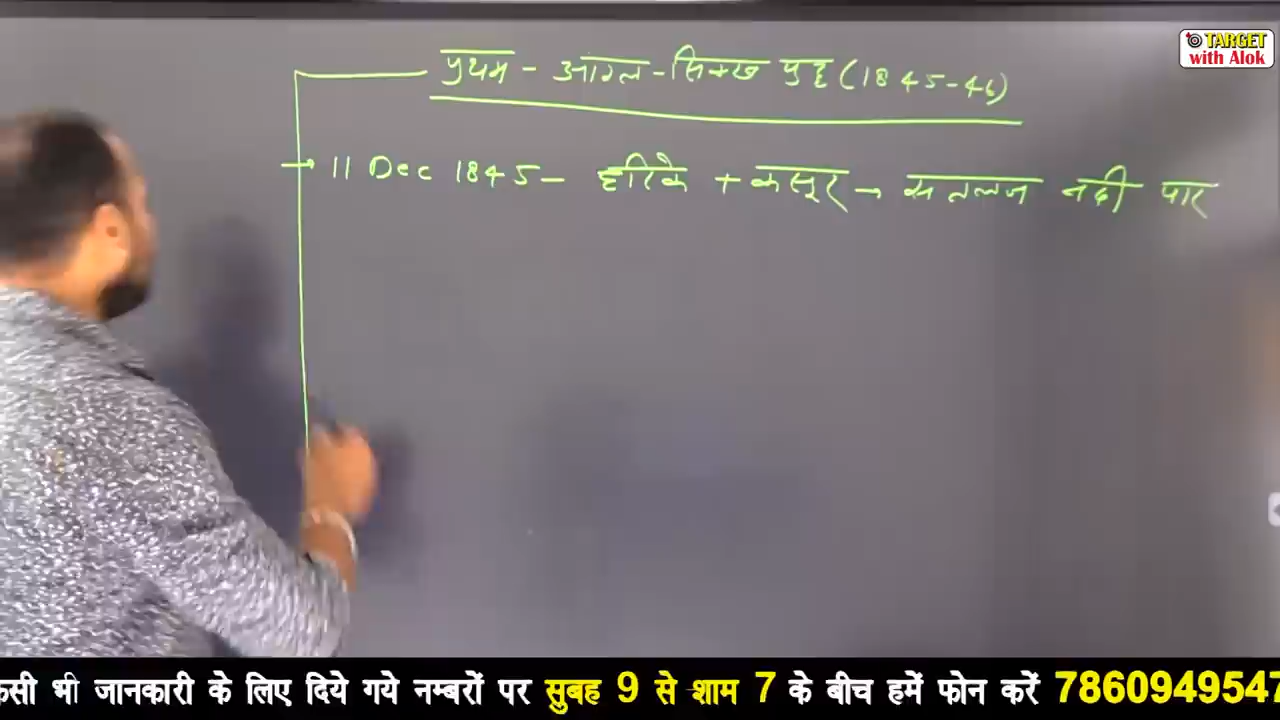 TARGET
with Alok
प्रथम - आंग्ल - सिक्ख युद्ध (1845-46)
→ 11 Dec 1845 - हरिके + कसूर → सतलज नदी पार
कसी भी जानकारी के लिए दिये गये नम्बरों पर सुबह 9 से शाम 7 के बीच हमें फोन करें 7860949547